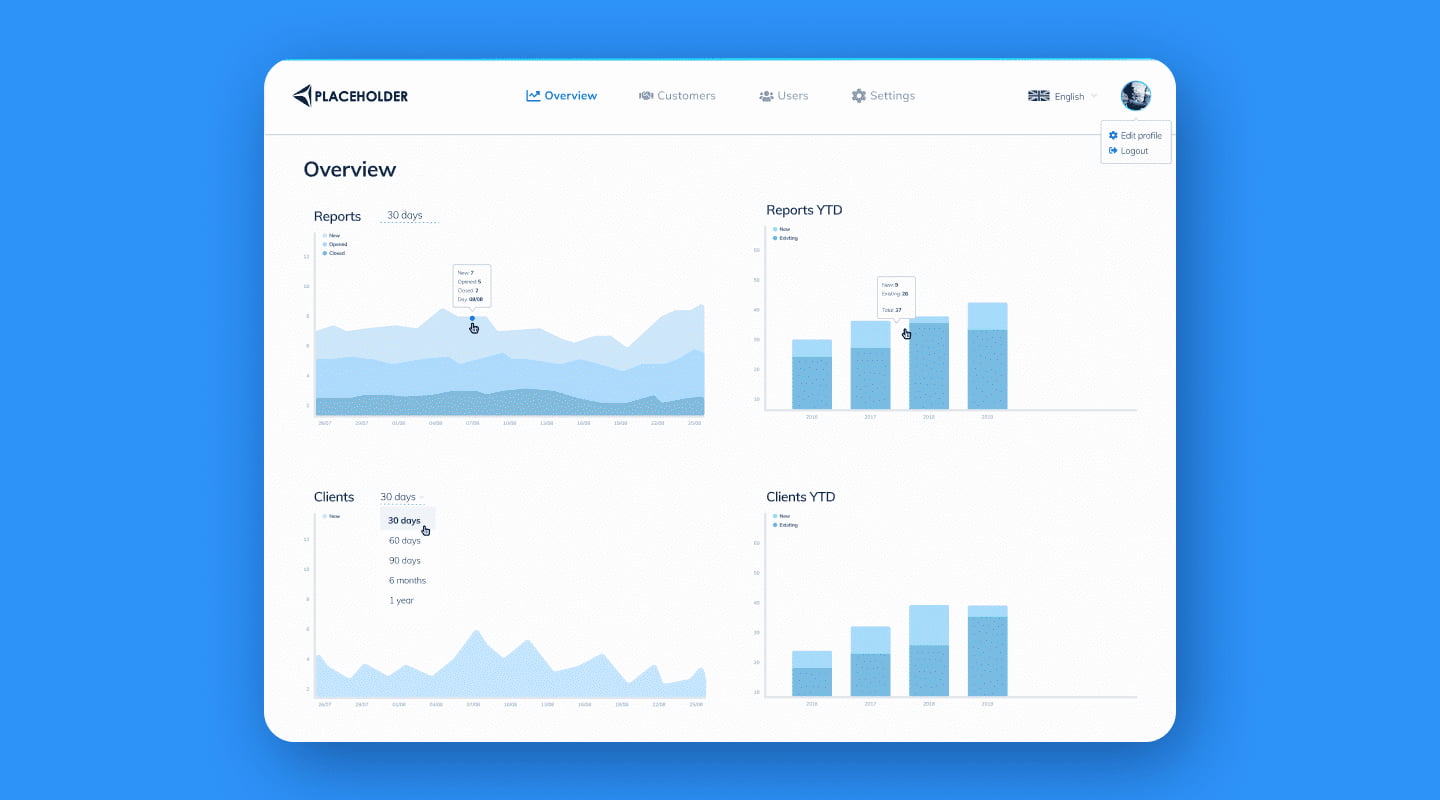 PLACEHOLDER
Overview
Customers
Users
Settings
English
Edit profile
Logout
Overview
Reports
30 days
New
Opened
Closed
12
10
8
6
4
2
New: 7
Opened: 5
Closed: 2
Day: 08/08
26/07 29/07 01/08 04/08 07/08 10/08 13/08 16/08 19/08 22/08 25/08
Reports YTD
New
Existing
60
50
40
30
20
10
New: 9
Existing: 28
Total: 37
2016 2017 2018 2019
Clients
30 days
New
30 days
60 days
90 days
6 months
1 year
12
10
8
6
4
2
26/07 29/07 01/08 04/08 07/08 10/08 13/08 16/08 19/08 22/08 25/08
Clients YTD
New
Existing
60
50
40
30
20
10
2016 2017 2018 2019